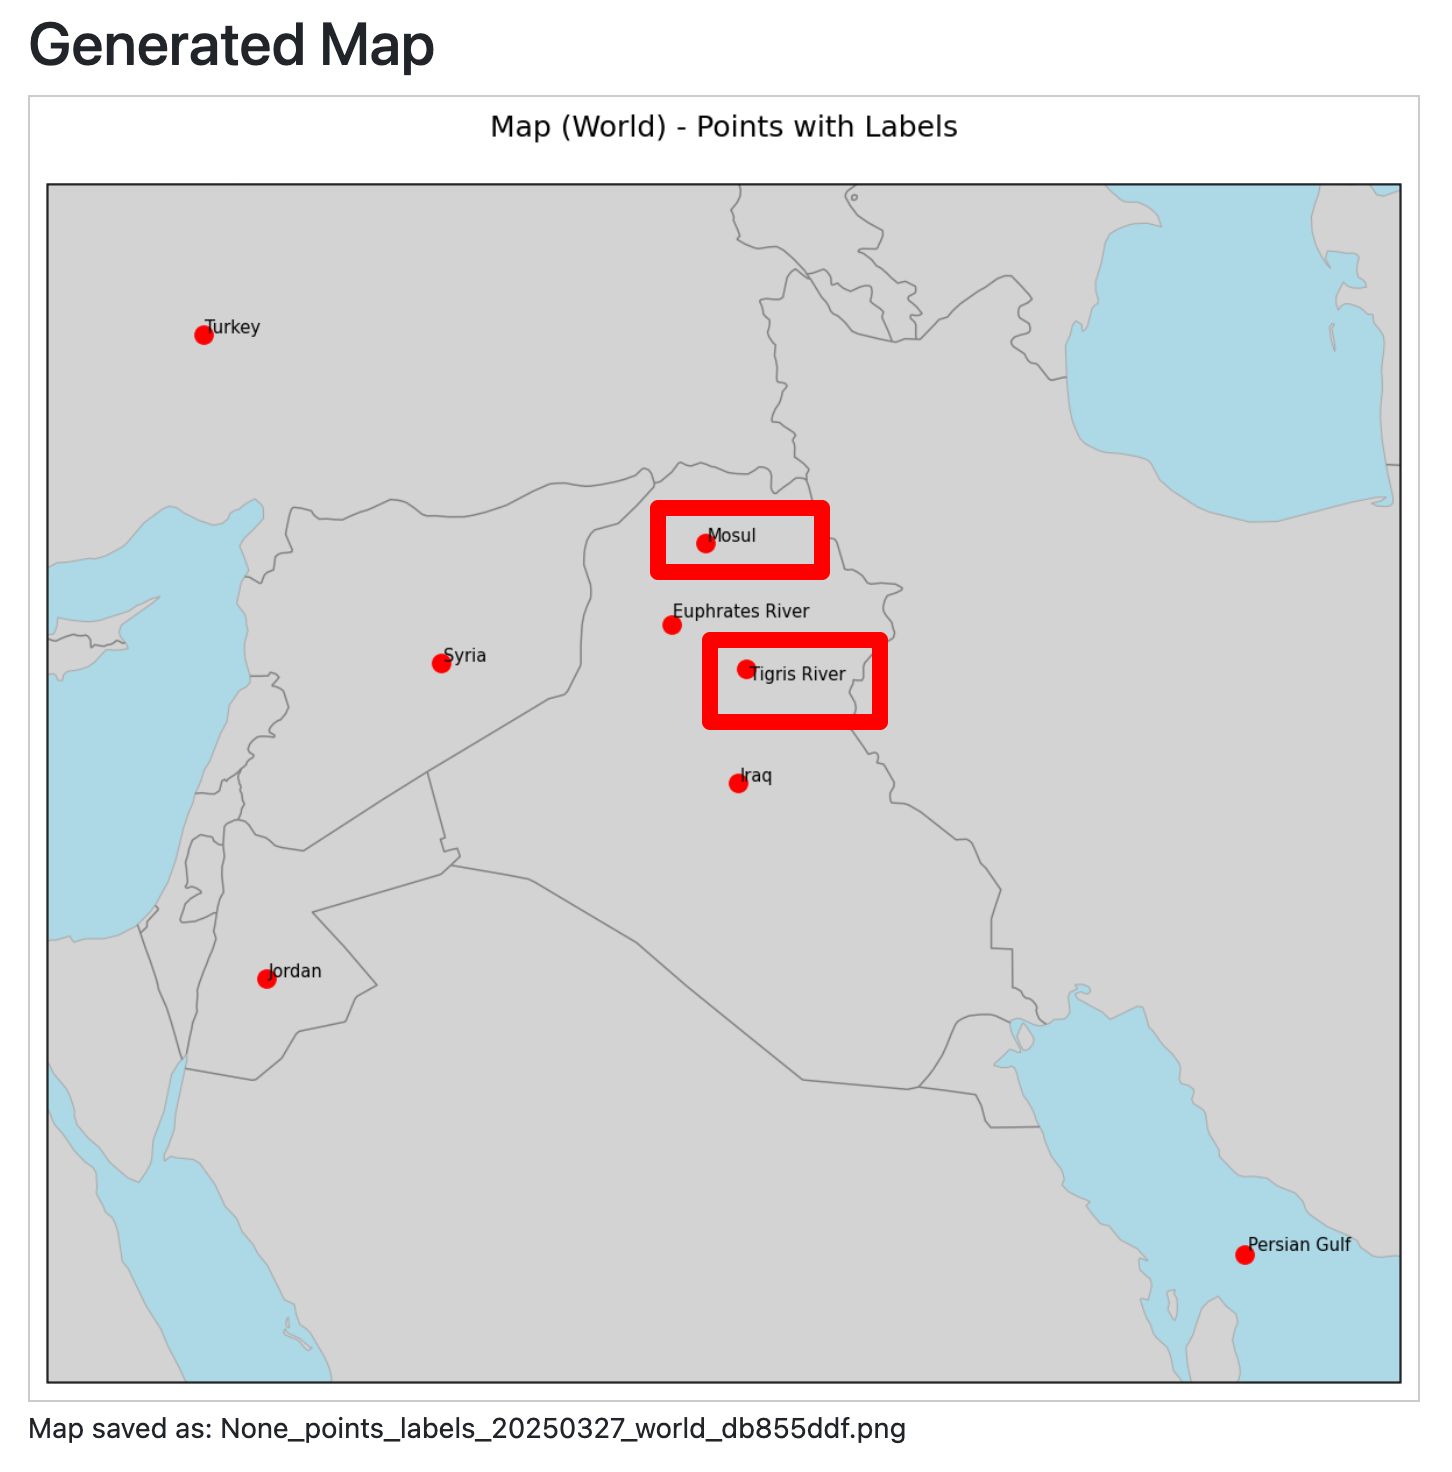 Generated Map
Map (World) - Points with Labels
Turkey
Mosul
Euphrates River
Syria
Tigris River
Iraq
Jordan
Persian Gulf
Map saved as: None_points_labels_20250327_world_db855ddf.png